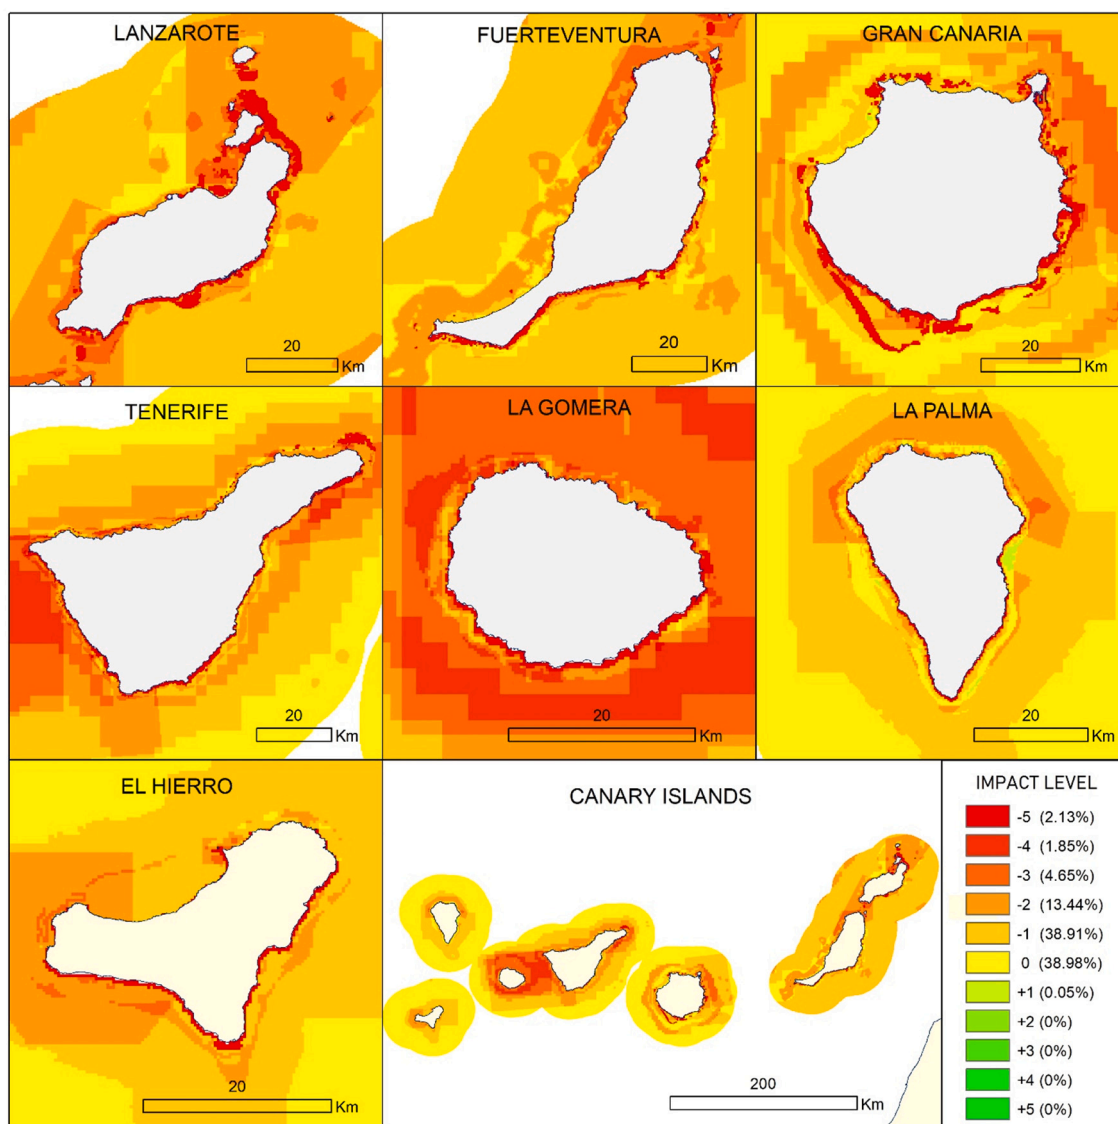 LANZAROTE
20
Km
FUERTEVENTURA
20
Km
GRAN CANARIA
20
Km
TENERIFE
20
Km
LA GOMERA
20
Km
LA PALMA
20
Km
EL HIERRO
20
Km
CANARY ISLANDS
200
Km
IMPACT LEVEL
-5 (2.13%)
-4 (1.85%)
-3 (4.65%)
-2 (13.44%)
-1 (38.91%)
0 (38.98%)
+1 (0.05%)
+2 (0%)
+3 (0%)
+4 (0%)
+5 (0%)